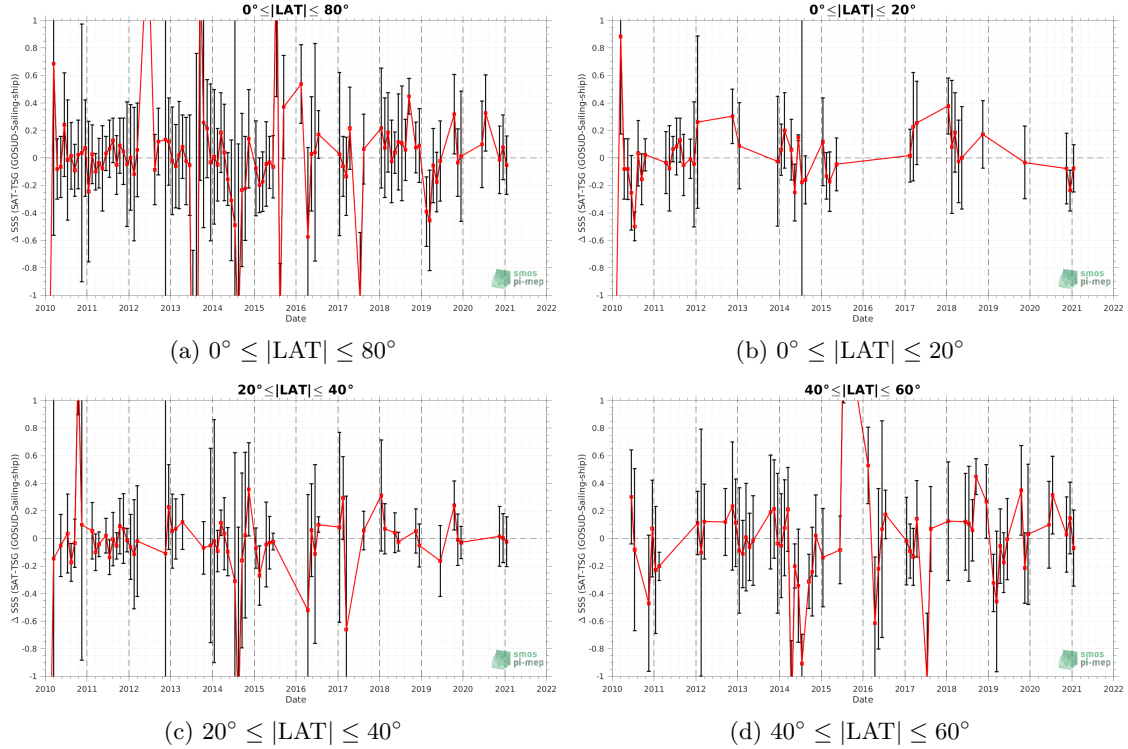 0°≤|LAT|≤ 80°
Δ SSS (SAT-TSG (GOSUD-Sailing-ship))
1
0.8
0.6
0.4
0.2
0
-0.2
-0.4
-0.6
-0.8
-1
2010 2011 2012 2013 2014 2015 2016 2017 2018 2019 2020 2021 2022
Date
smos
pi-mep
(a) 0° ≤ |LAT| ≤ 80°
0°≤|LAT|≤ 20°
Δ SSS (SAT-TSG (GOSUD-Sailing-ship))
1
0.8
0.6
0.4
0.2
0
-0.2
-0.4
-0.6
-0.8
-1
2010 2011 2012 2013 2014 2015 2016 2017 2018 2019 2020 2021 2022
Date
smos
pi-mep
(b) 0° ≤ |LAT| ≤ 20°
20°≤|LAT|≤ 40°
Δ SSS (SAT-TSG (GOSUD-Sailing-ship))
1
0.8
0.6
0.4
0.2
0
-0.2
-0.4
-0.6
-0.8
-1
2010 2011 2012 2013 2014 2015 2016 2017 2018 2019 2020 2021 2022
Date
smos
pi-mep
(c) 20° ≤ |LAT| ≤ 40°
40°≤|LAT|≤ 60°
Δ SSS (SAT-TSG (GOSUD-Sailing-ship))
1
0.8
0.6
0.4
0.2
0
-0.2
-0.4
-0.6
-0.8
-1
2010 2011 2012 2013 2014 2015 2016 2017 2018 2019 2020 2021 2022
Date
smos
pi-mep
(d) 40° ≤ |LAT| ≤ 60°